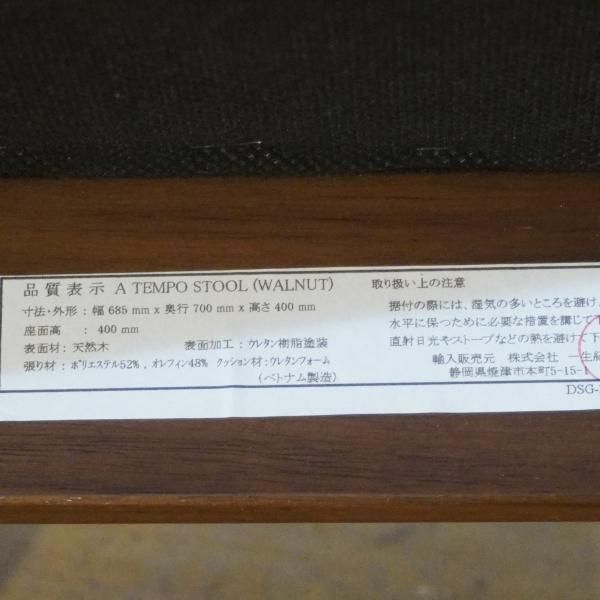 品質表示 A TEMPO STOOL (WALNUT)
寸法・外形 : 幅 685 mm x 奥行 700 mm x 高さ 400 mm
座面高 : 400 mm
表面材: 天然木 表面加工: ウレタン樹脂塗装
張り材: ポリエステル52%, オレフィン48% クッション材: ウレタンフォーム
(ベトナム製造)
取り扱い上の注意
据付の際には、湿気の多いところを避け
水平に保つために必要な措置を講じて
直射日光やストーブなどの熱を避け、下
輸入販売元 株式会社 一生
静岡県焼津市本町5-15-1
DSG-